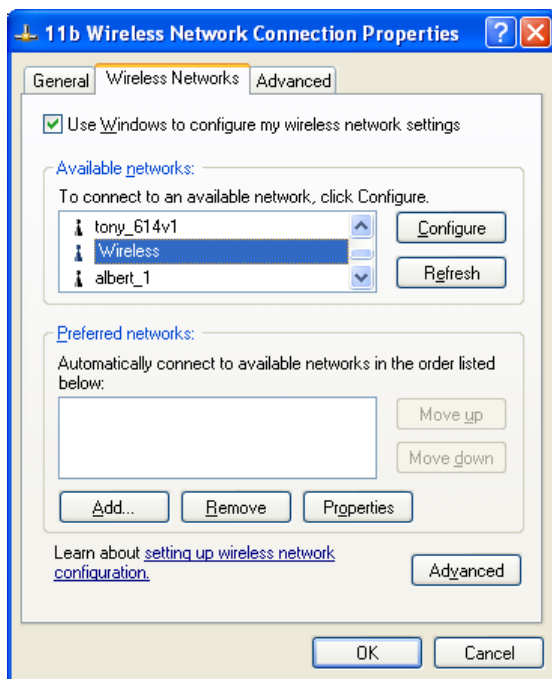 11b Wireless Network Connection Properties
General Wireless Networks Advanced
Use Windows to configure my wireless network settings
Available networks:
To connect to an available network, click Configure.
tony_614v1
Wireless
albert_1
Configure
Refresh
Preferred networks:
Automatically connect to available networks in the order listed
below:
Move up
Move down
Add... Remove Properties
Learn about setting up wireless network
configuration.
Advanced
OK Cancel